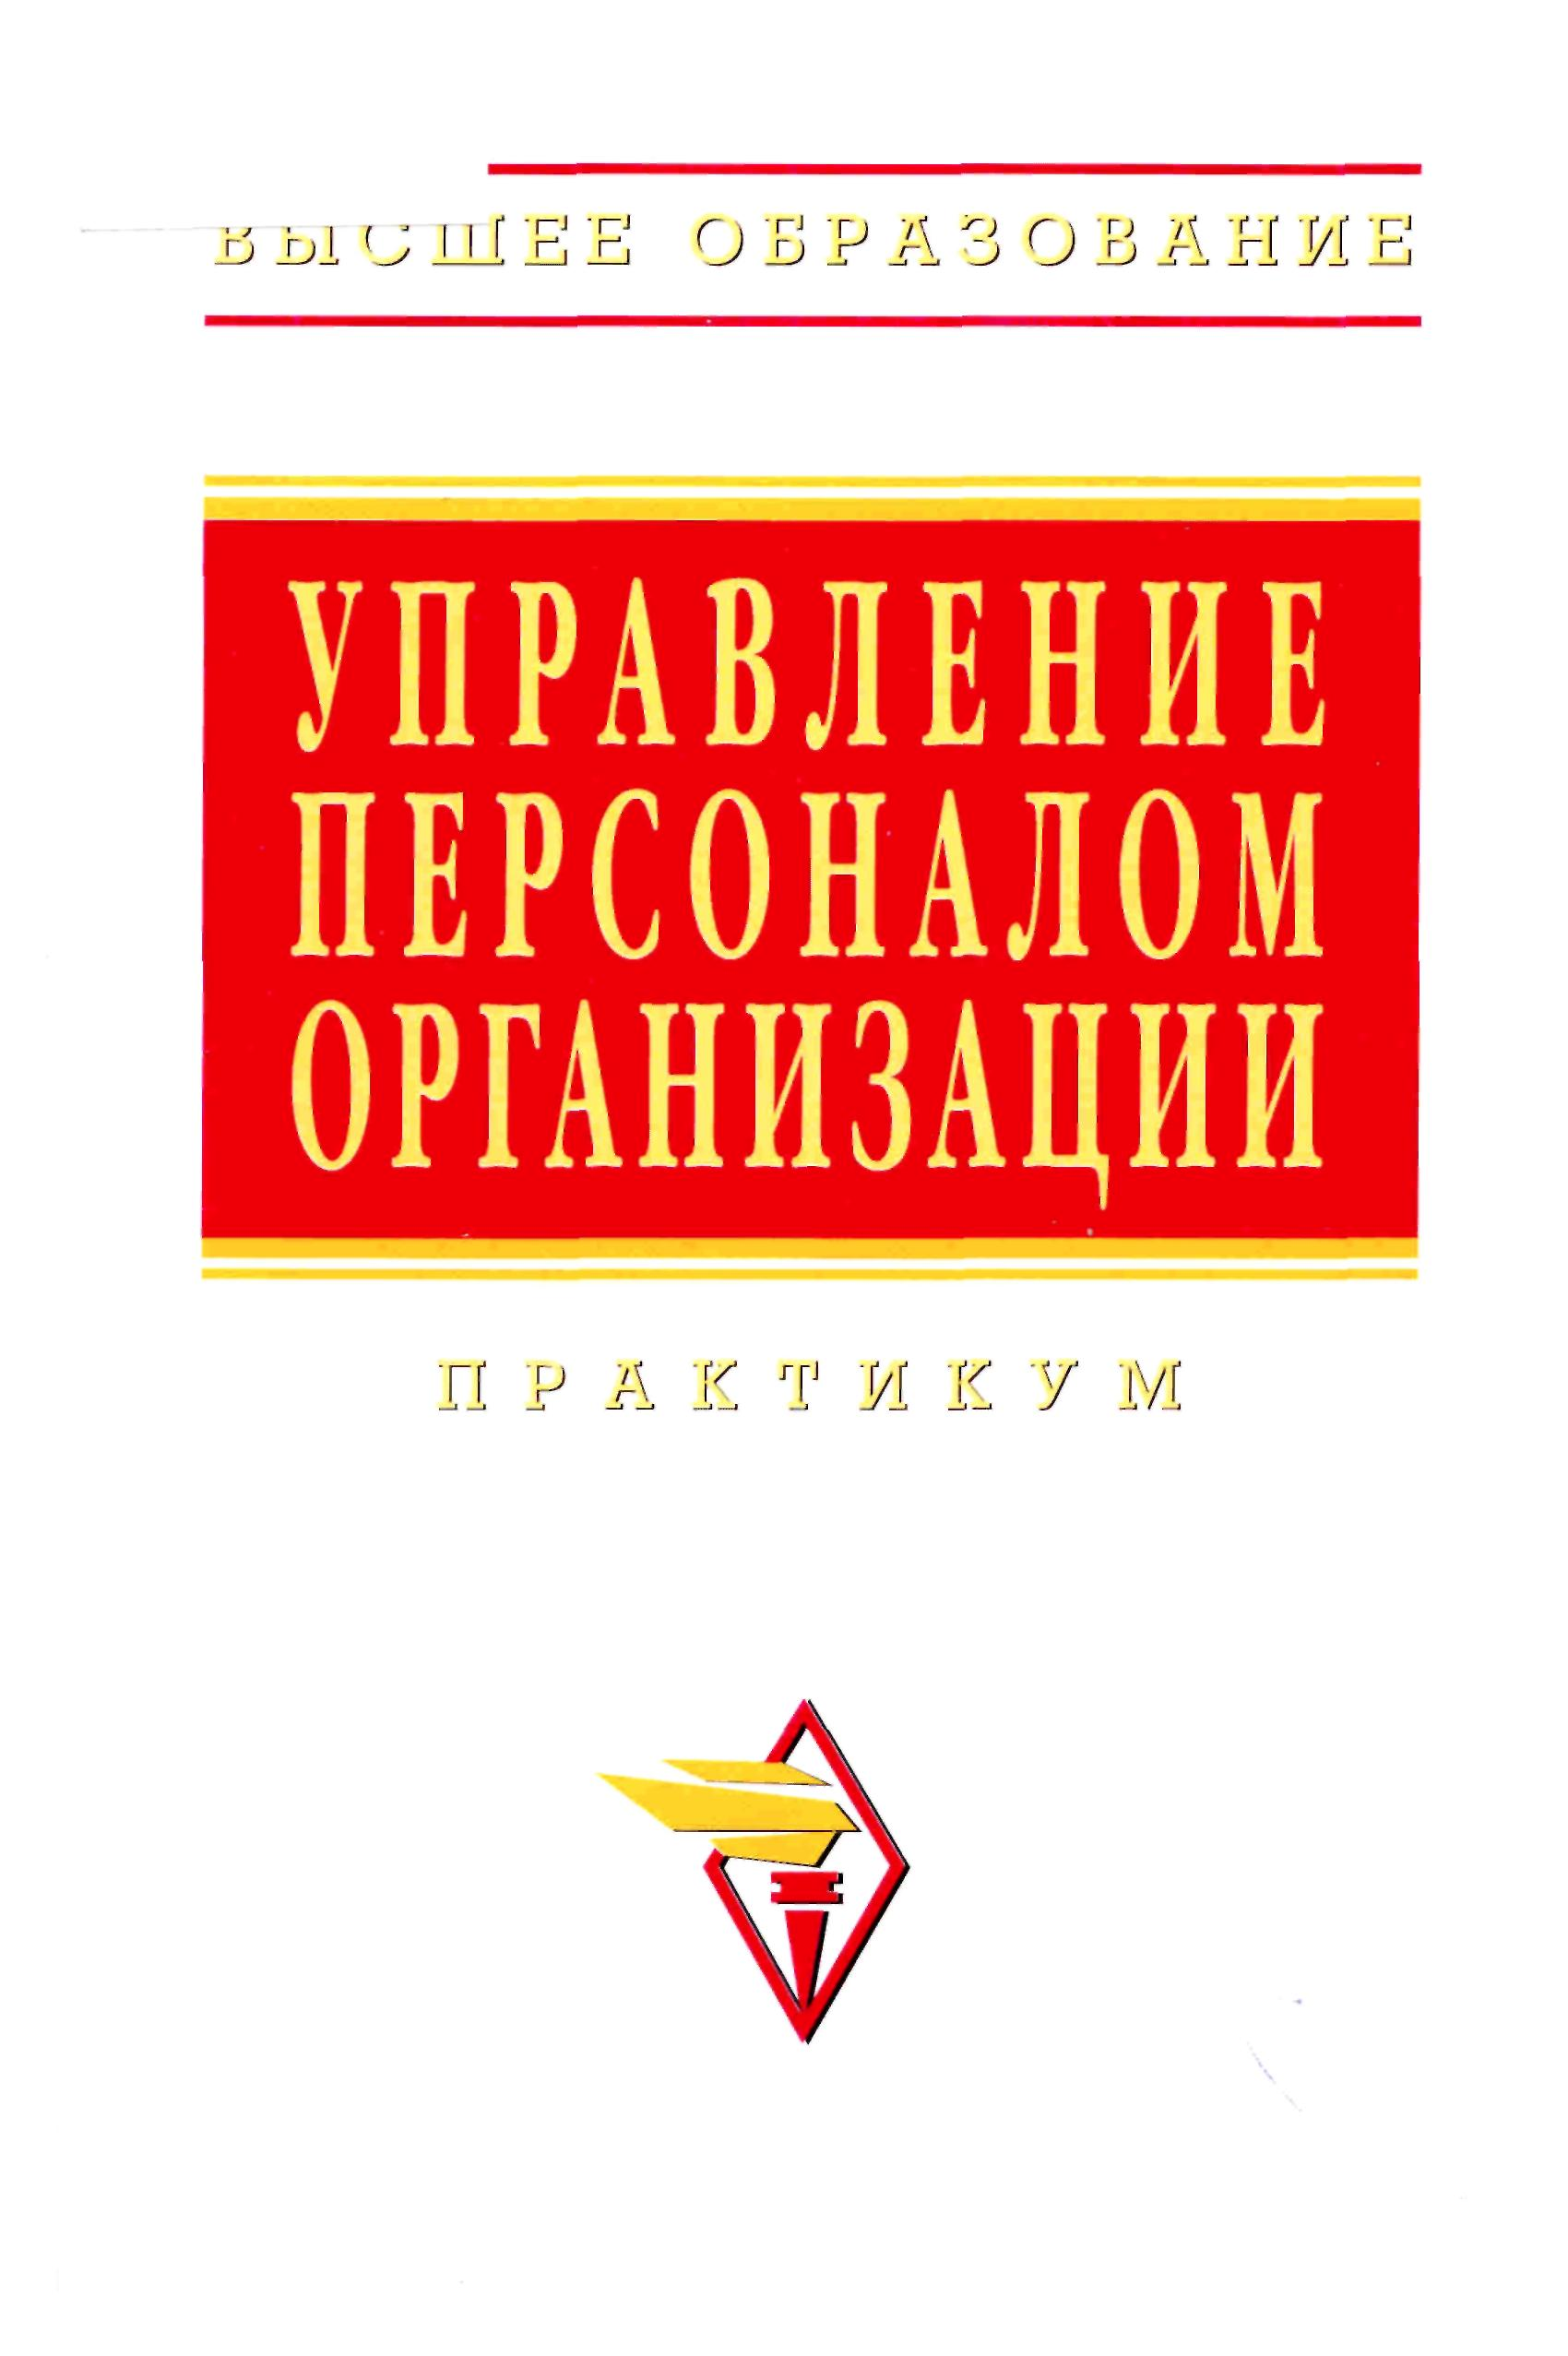 ВЫСШЕЕ ОБРАЗОВАНИЕ
УПРАВЛЕНИЕ
ПЕРСОНАЛОМ
ОРГАНИЗАЦИИ
ПРАКТИКУМ